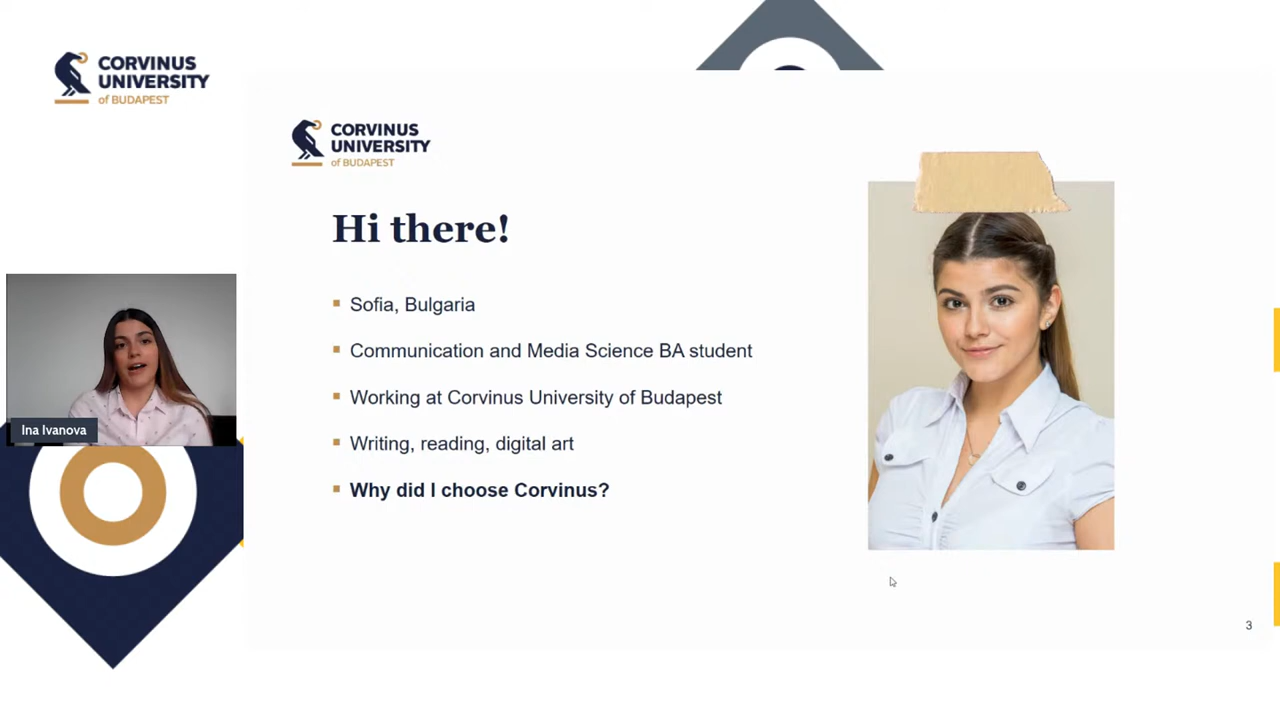 CORVINUS
UNIVERSITY
of BUDAPEST
CORVINUS
UNIVERSITY
of BUDAPEST
Hi there!
Sofia, Bulgaria
Communication and Media Science BA student
Working at Corvinus University of Budapest
Writing, reading, digital art
Why did I choose Corvinus?
Ina Ivanova
3